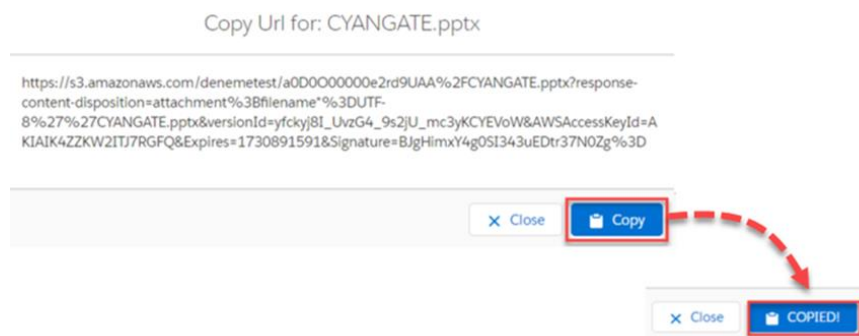 Copy Url for: CYANGATE.pptx
https://s3.amazonaws.com/denemetest/a0D0O00000e2rd9UAA%2FCYANGATE.pptx?response-
content-disposition=attachment%3Bfilename*%3DUTF-
8%27%27CYANGATE.pptx&versionId=yfckyj8I_UvzG4_9s2jU_mc3yKCYEVoW&AWSAccessKeyId=A
KIAIK4ZZKW2ITJ7RGFQ&Expires=1730891591&Signature=BJgHimxY4g0SI343uEDtr37N0Zg%3D
Close Copy
Close COPIED!